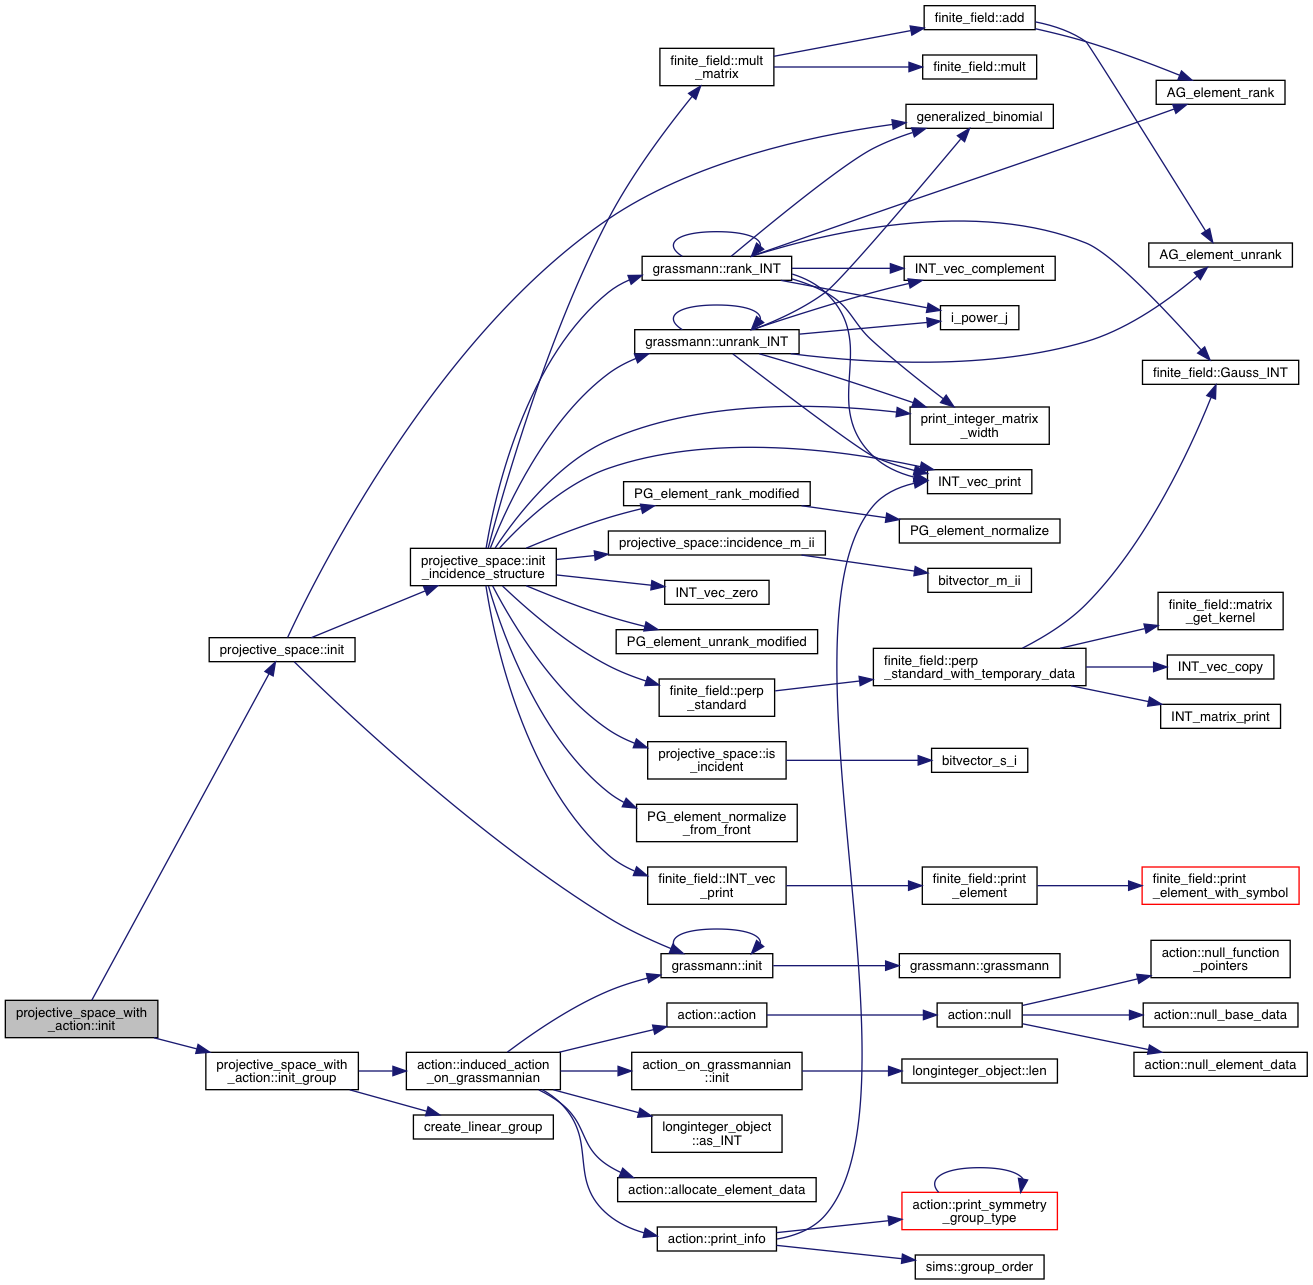 finite_field::add
finite_field::mult
_matrix
finite_field::mult
AG_element_rank
generalized_binomial
AG_element_unrank
grassmann::rank_INT
INT_vec_complement
i_power_j
grassmann::unrank_INT
finite_field::Gauss_INT
print_integer_matrix
_width
INT_vec_print
PG_element_rank_modified
PG_element_normalize
projective_space::incidence_m_ii
projective_space::init
_incidence_structure
bitvector_m_ii
INT_vec_zero
finite_field::matrix
_get_kernel
PG_element_unrank_modified
projective_space::init
finite_field::perp
_standard_with_temporary_data
INT_vec_copy
finite_field::perp
_standard
INT_matrix_print
projective_space::is
_incident
bitvector_s_i
PG_element_normalize
_from_front
finite_field::INT_vec
_print
finite_field::print
_element
finite_field::print
_element_with_symbol
grassmann::init
grassmann::grassmann
action::null_function
_pointers
projective_space_with
_action::init
action::action
action::null
action::null_base_data
projective_space_with
_action::init_group
action::induced_action
_on_grassmannian
action_on_grassmannian
::init
longinteger_object::len
action::null_element_data
create_linear_group
longinteger_object
::as_INT
action::allocate_element_data
action::print_symmetry
_group_type
action::print_info
sims::group_order